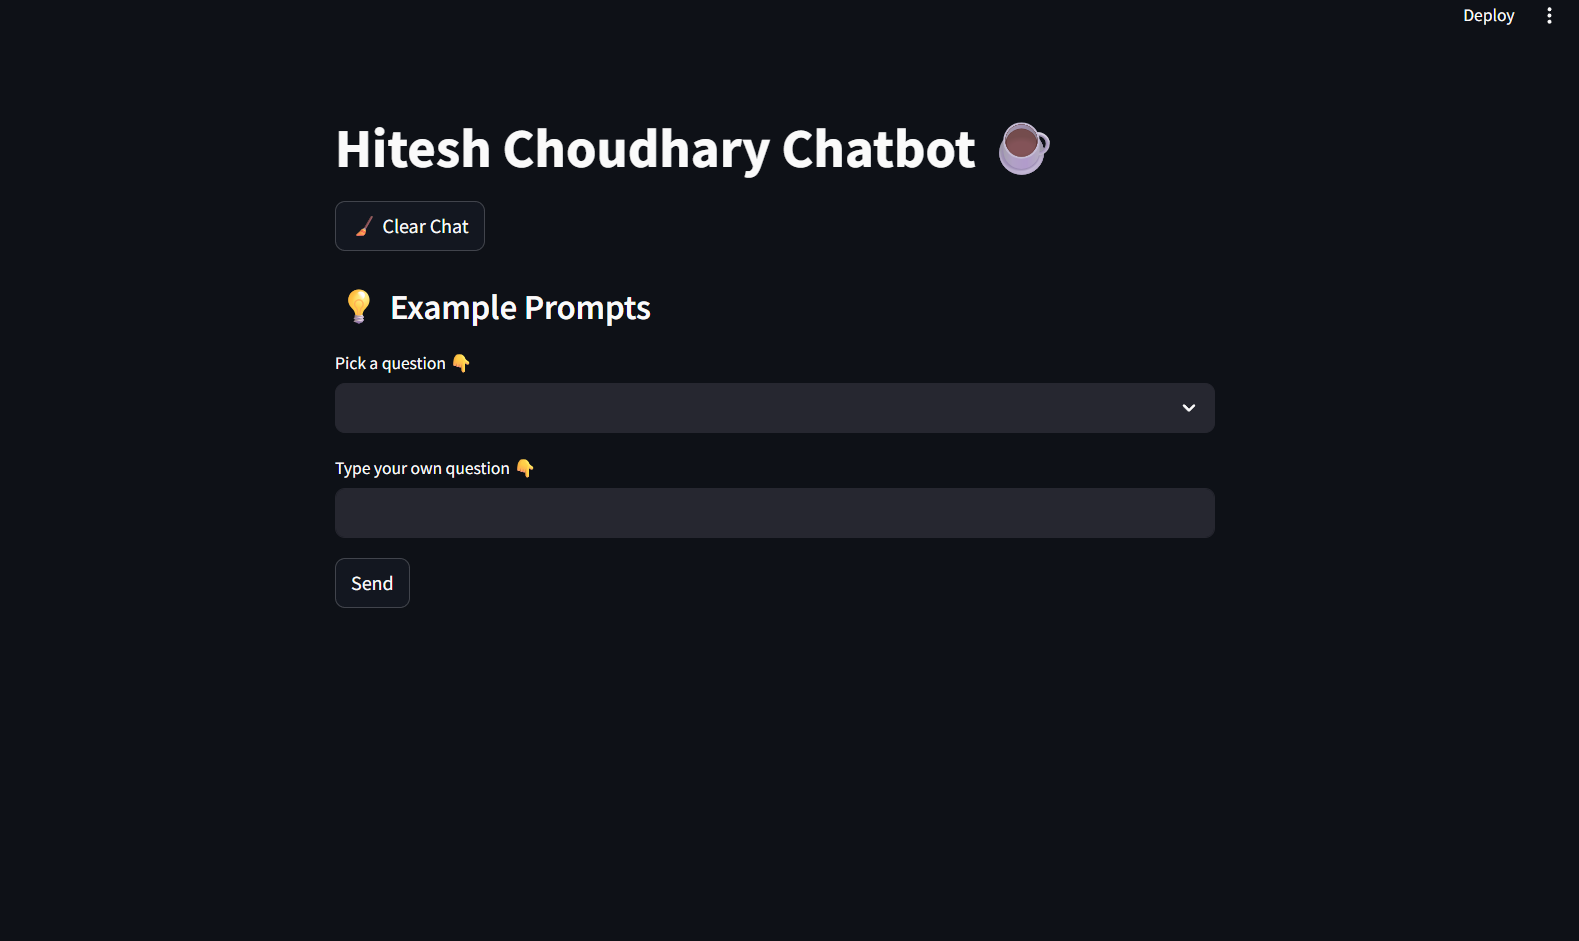 Deploy
Hitesh Choudhary Chatbot
Clear Chat
Example Prompts
Pick a question
Type your own question
Send